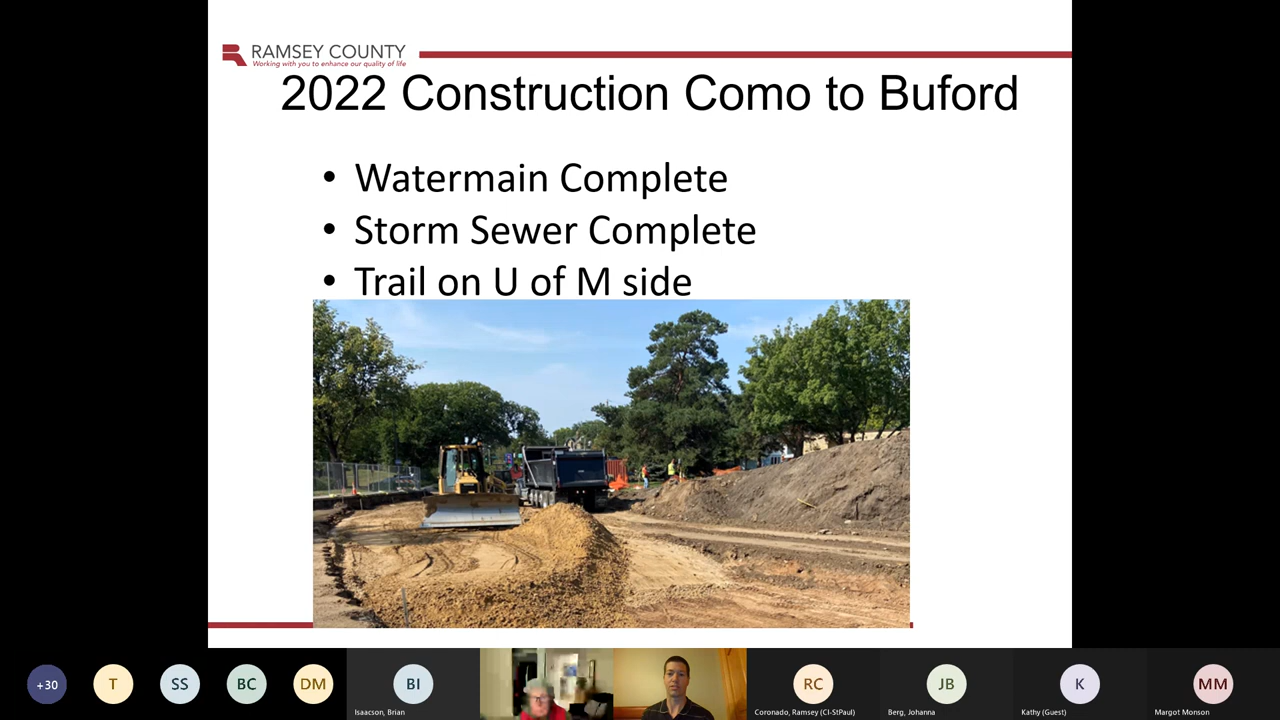 RAMSEY COUNTY
Working with you to enhance our quality of life
2022 Construction Como to Buford
• Watermain Complete
• Storm Sewer Complete
• Trail on U of M side
+30
T
SS
BC
DM
BI
Isaacson, Brian
RC
Coronado, Ramsey (CI-StPaul)
JB
Berg, Johanna
K
Kathy (Guest)
MM
Margot Monson